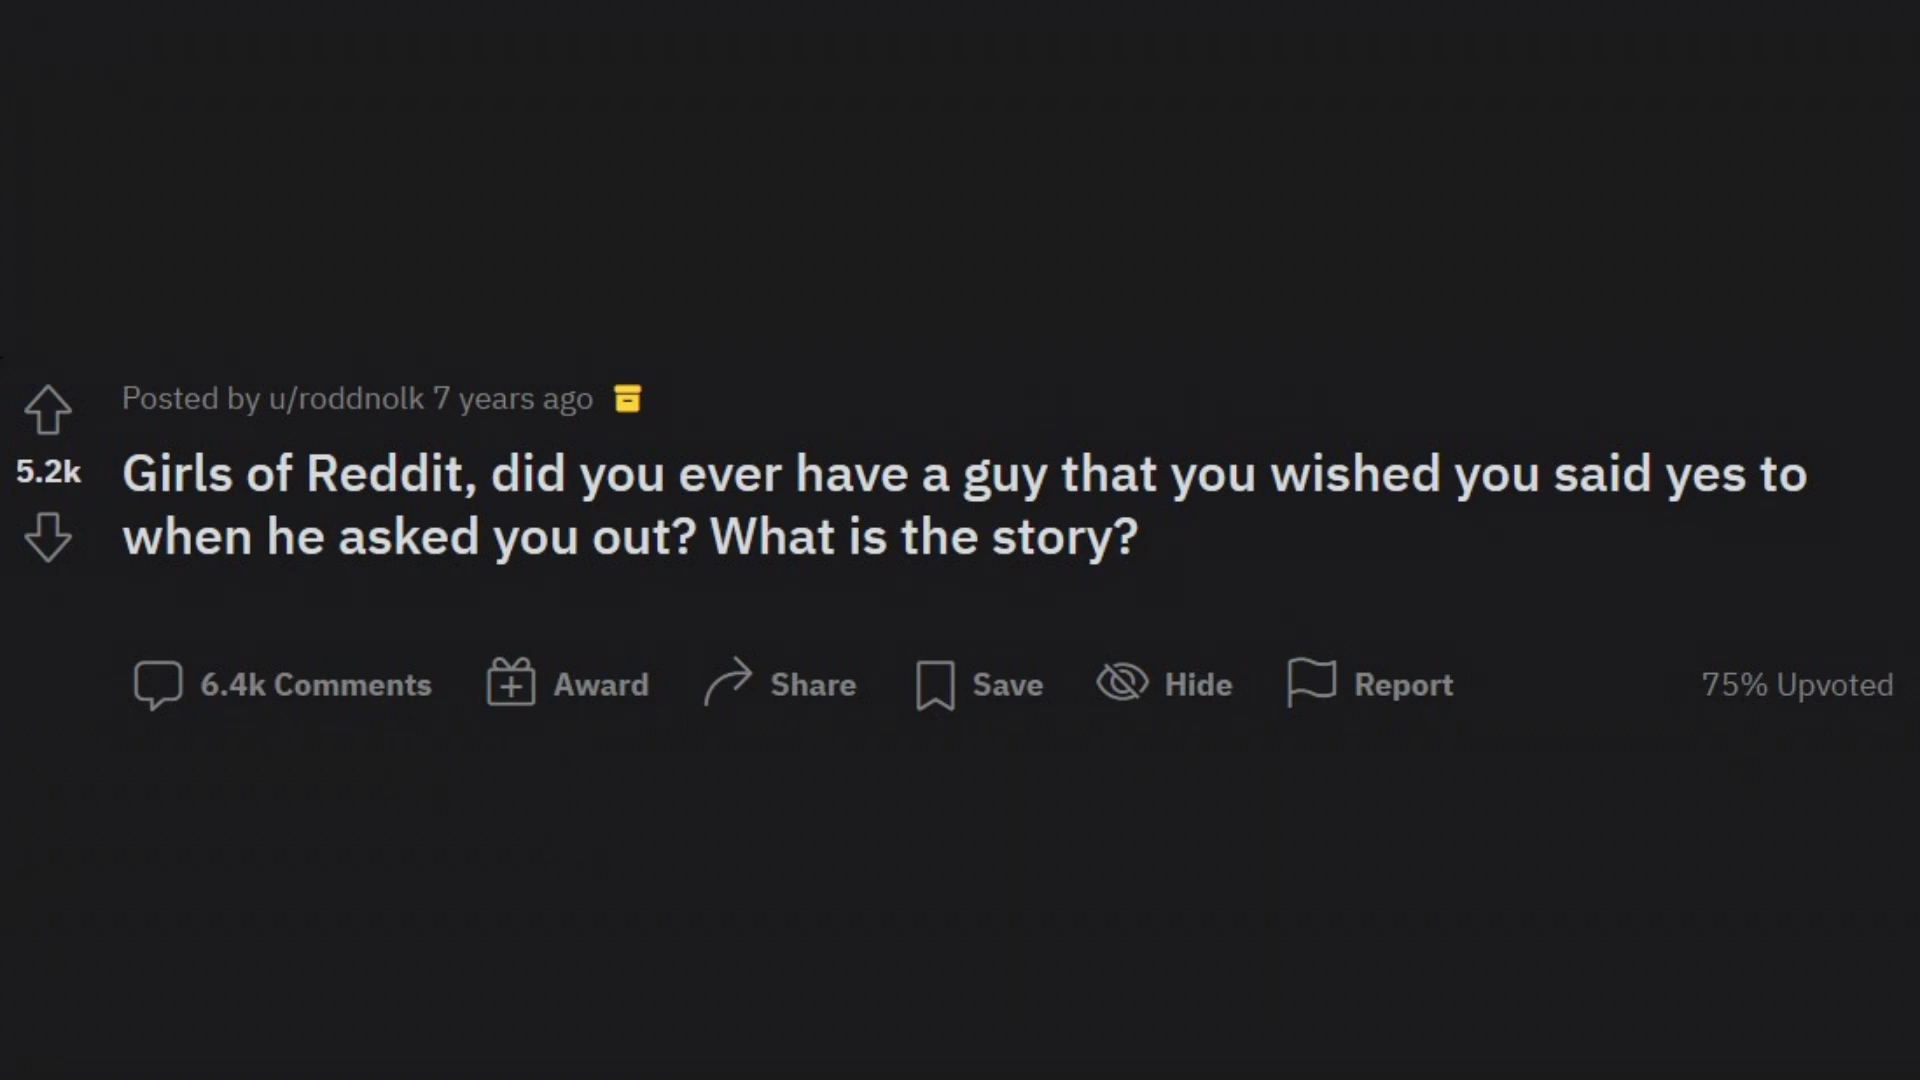 Posted by u/roddnolk 7 years ago
5.2k
Girls of Reddit, did you ever have a guy that you wished you said yes to
when he asked you out? What is the story?
6.4k Comments Award Share Save Hide Report 75% Upvoted